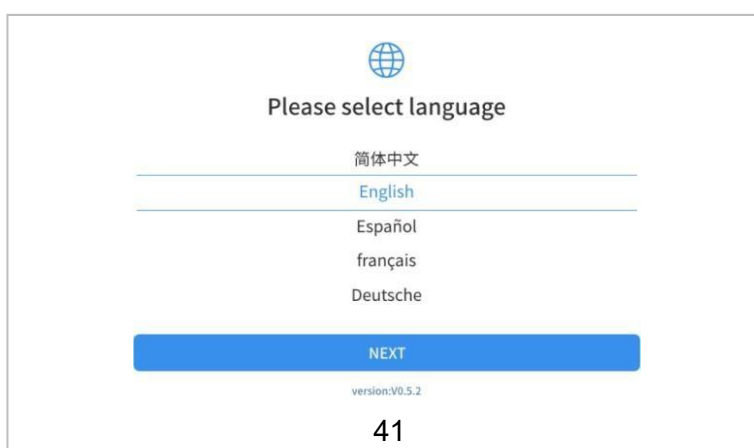 Please select language
简体中文
English
Español
français
Deutsche
NEXT
version:V0.5.2
41